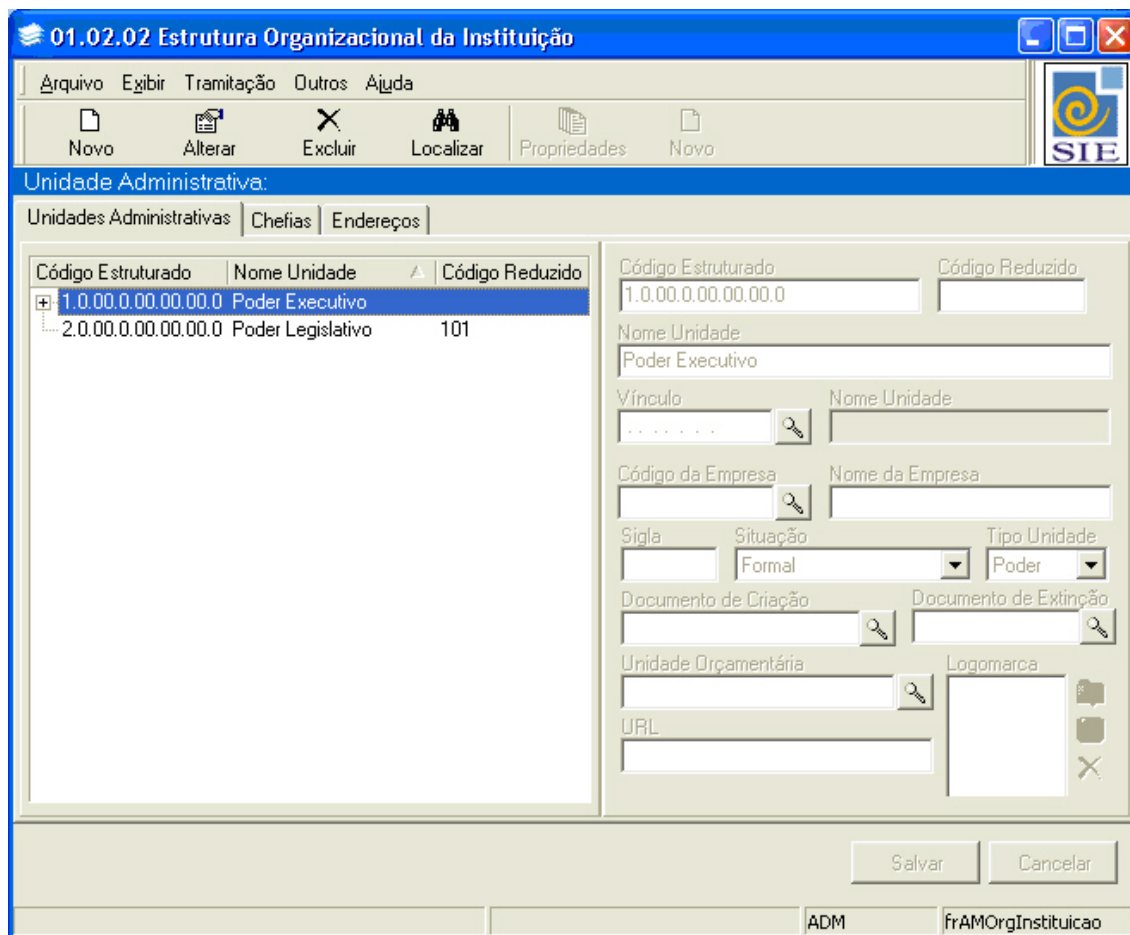 01.02.02 Estrutura Organizacional da Instituição
Arquivo Exibir Tramitação Outros Ajuda
Novo Alterar Excluir Localizar Propriedades Novo
SIE
Unidade Administrativa:
Unidades Administrativas Chefias Endereços
Código Estruturado Nome Unidade Código Reduzido
1.0.00.0.00.00.00.0 Poder Executivo
2.0.00.0.00.00.00.0 Poder Legislativo 101
Código Estruturado Código Reduzido
1.0.00.0.00.00.00.0
Nome Unidade
Poder Executivo
Vínculo Nome Unidade
. . . . . . .
Código da Empresa Nome da Empresa
Sigla Situação Tipo Unidade
Formal Poder
Documento de Criação Documento de Extinção
Unidade Orçamentária Logomarca
URL
Salvar Cancelar
ADM frAMOrgInstituicao